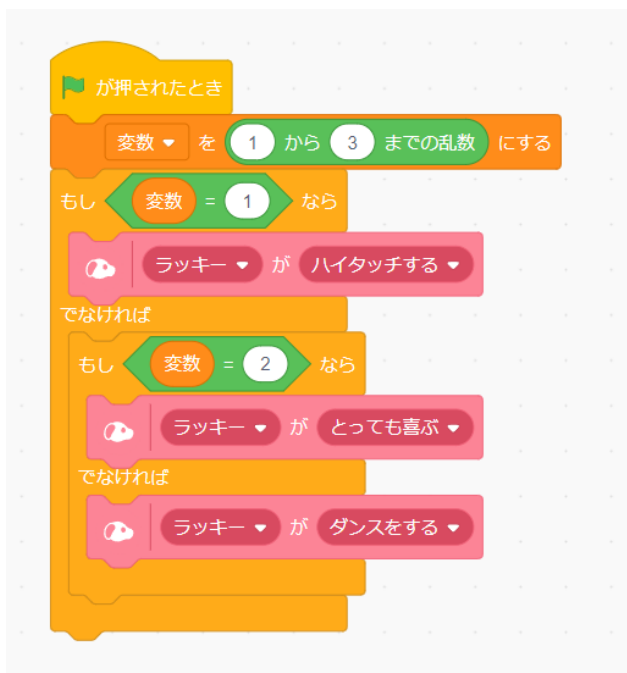 が押されたとき
変数 を 1 から 3 までの乱数 にする
もし 変数 = 1 なら
ラッキー が ハイタッチする
でなければ
もし 変数 = 2 なら
ラッキー が とっても喜ぶ
でなければ
ラッキー が ダンスをする